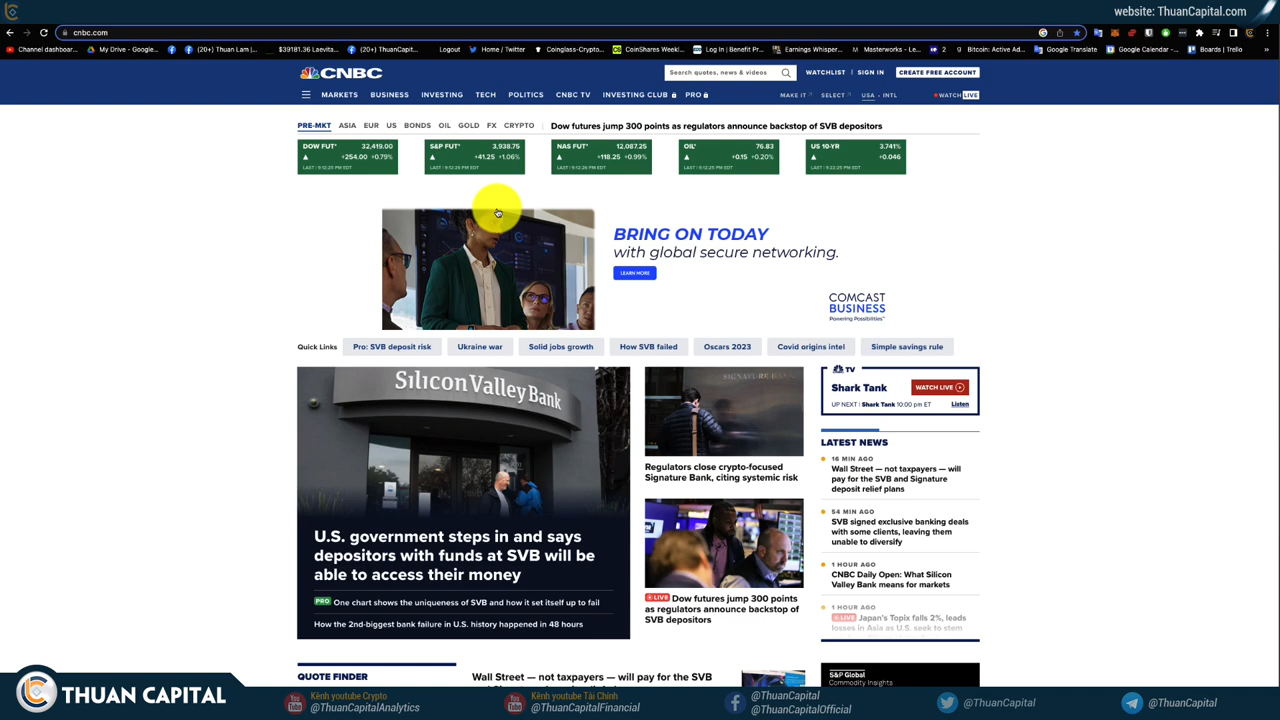 website: ThuanCapital.com
cnbc.com
Channel dashboar...
My Drive - Google...
(20+) Thuan Lam |...
$39181.36 Laevita...
(20+) ThuanCapit...
Logout
Home / Twitter
Coinglass-Crypto...
CoinShares Weekl...
Log In | Benefit Pr...
Earnings Whisper...
Masterworks - Le...
2
Bitcoin: Active Ad...
Google Translate
Google Calendar -...
Boards | Trello
CNBC
Search quotes, news & videos
WATCHLIST
SIGN IN
CREATE FREE ACCOUNT
MARKETS
BUSINESS
INVESTING
TECH
POLITICS
CNBC TV
INVESTING CLUB
PRO
MAKE IT
SELECT
USA • INTL
WATCH LIVE
PRE-MKT
ASIA
EUR
US
BONDS
OIL
GOLD
FX
CRYPTO
Dow futures jump 300 points as regulators announce backstop of SVB depositors
DOW FUT* 32,419.00
+254.00 +0.79%
LAST | 9:12:25 PM EDT
S&P FUT* 3,938.75
+41.25 +1.06%
LAST | 9:12:26 PM EDT
NAS FUT* 12,087.25
+118.25 +0.99%
LAST | 9:12:26 PM EDT
OIL* 76.83
+0.15 +0.20%
LAST | 9:12:25 PM EDT
US 10-YR 3.741%
+0.046
LAST | 9:22:25 PM EDT
BRING ON TODAY
with global secure networking.
LEARN MORE
COMCAST
BUSINESS
Powering Possibilities™
Quick Links
Pro: SVB deposit risk
Ukraine war
Solid jobs growth
How SVB failed
Oscars 2023
Covid origins intel
Simple savings rule
Silicon Valley Bank
U.S. government steps in and says
depositors with funds at SVB will be
able to access their money
PRO One chart shows the uniqueness of SVB and how it set itself up to fail
How the 2nd-biggest bank failure in U.S. history happened in 48 hours
SIGNATURE BANK
Regulators close crypto-focused
Signature Bank, citing systemic risk
LIVE Dow futures jump 300 points
as regulators announce backstop of
SVB depositors
TV
Shark Tank
WATCH LIVE
UP NEXT | Shark Tank 10:00 pm ET
Listen
LATEST NEWS
16 MIN AGO
Wall Street — not taxpayers — will
pay for the SVB and Signature
deposit relief plans
54 MIN AGO
SVB signed exclusive banking deals
with some clients, leaving them
unable to diversify
1 HOUR AGO
CNBC Daily Open: What Silicon
Valley Bank means for markets
1 HOUR AGO
LIVE Japan's Topix falls 2%, leads
losses in Asia as U.S. seek to stem
QUOTE FINDER
Wall Street — not taxpayers — will pay for the SVB
S&P Global
Commodity Insights
THUAN CAPITAL
Kênh youtube Crypto
@ThuanCapitalAnalytics
Kênh youtube Tài Chính
@ThuanCapitalFinancial
@ThuanCapital
@ThuanCapitalOfficial
@ThuanCapital
@ThuanCapital